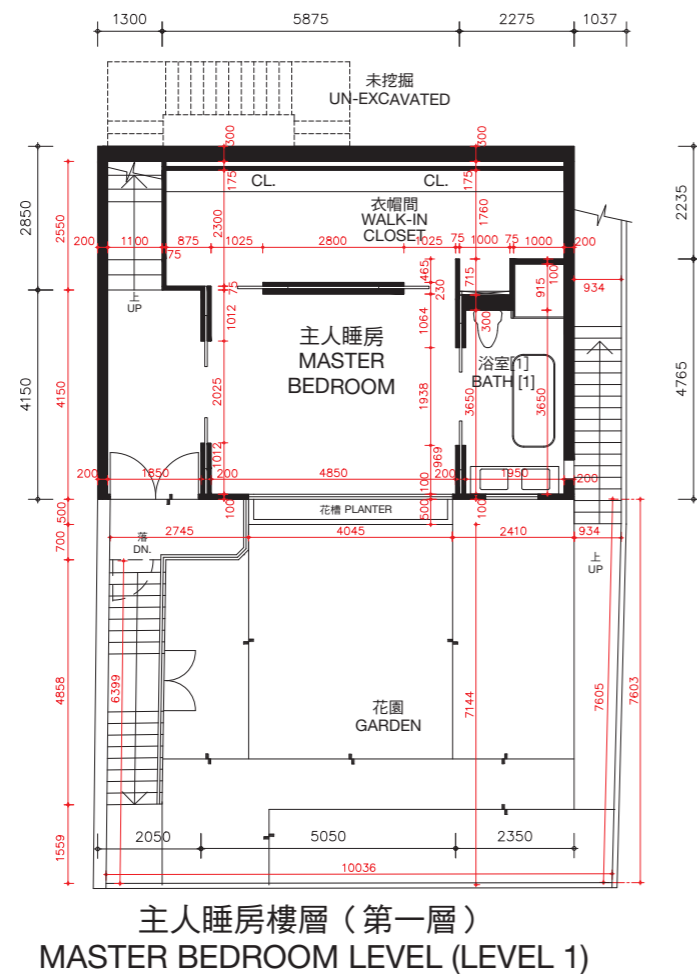 1300 5875 2275 1037
未挖掘
UN-EXCAVATED
300 300
2850 2550 175 CL. CL. 175 2235
衣帽間
WALK-IN
CLOSET
2300 1760
200 1100 875 1025 2800 1025 75 1000 75 1000 200
75
465 715 915 100 934
上
UP
75 230
1012 1064 300
主人睡房
MASTER
BEDROOM
浴室[1]
BATH [1]
4150 4150 2025 1938 3650 3650 4765
1012 969
200 1850 200 4850 200 1950 200
100 100
500 花槽 PLANTER 500 100
700 落
DN.
2745 4045 2410 934
上
UP
4858 6399 7144 7605 7603
花園
GARDEN
1559 2050 5050 2350
10036
主人睡房樓層（第一層）
MASTER BEDROOM LEVEL (LEVEL 1)